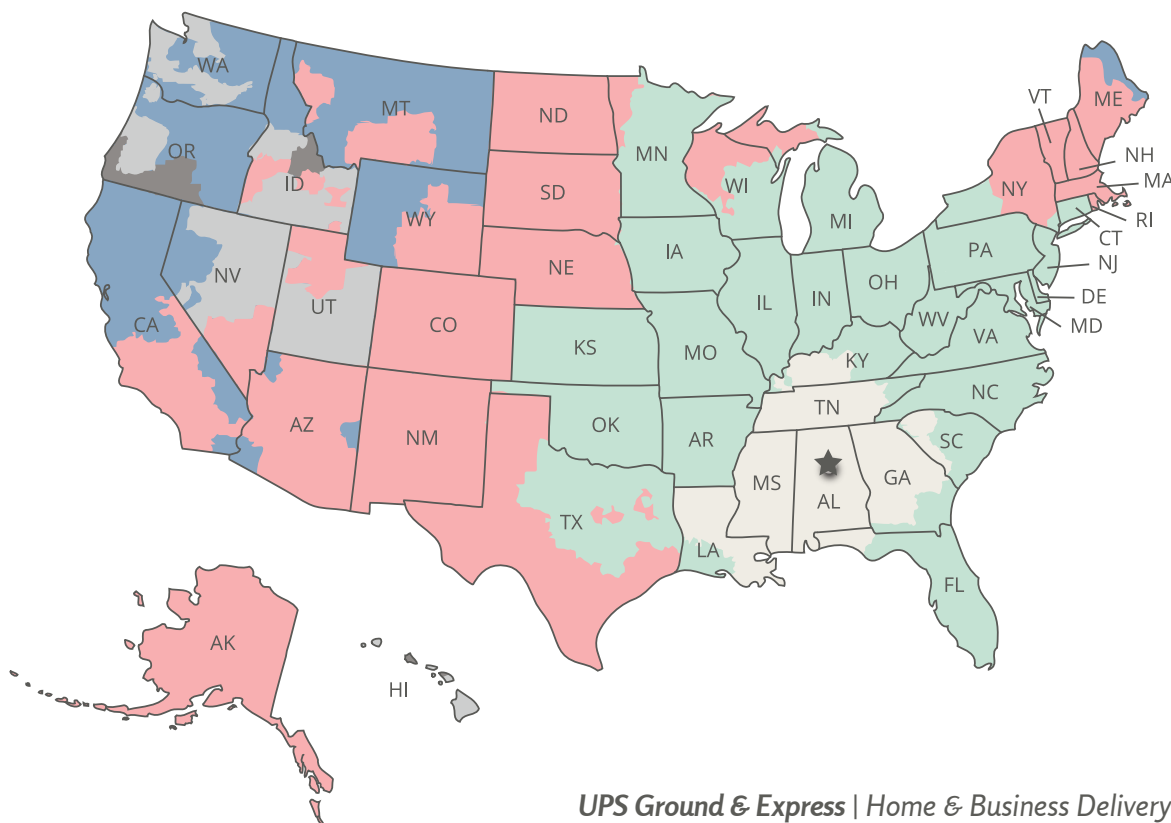 WA
MT
ND
VT
ME
OR
MN
NH
ID
SD
WI
NY
MA
WY
MI
RI
NV
IA
PA
CT
NE
NJ
UT
IL
IN
OH
DE
CA
CO
WV
MD
KS
MO
KY
VA
AZ
NM
OK
TN
NC
AR
SC
MS
GA
AL
TX
LA
FL
AK
HI
UPS Ground & Express | Home & Business Delivery